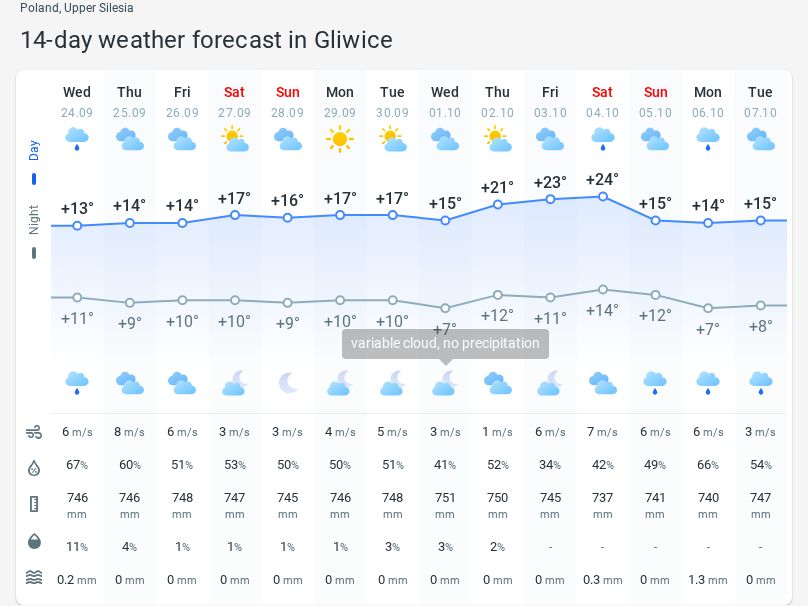 Poland, Upper Silesia
14-day weather forecast in Gliwice
Wed Thu Fri Sat Sun Mon Tue Wed Thu Fri Sat Sun Mon Tue
24.09 25.09 26.09 27.09 28.09 29.09 30.09 01.10 02.10 03.10 04.10 05.10 06.10 07.10
Day
+13° +14° +14° +17° +16° +17° +17° +15° +21° +23° +24° +15° +14° +15°
Night
+11° +9° +10° +10° +9° +10° +10° +7° +12° +11° +14° +12° +7° +8°
variable cloud, no precipitation
6 m/s 8 m/s 6 m/s 3 m/s 3 m/s 4 m/s 5 m/s 3 m/s 1 m/s 6 m/s 7 m/s 6 m/s 6 m/s 3 m/s
67% 60% 51% 53% 50% 50% 51% 41% 52% 34% 42% 49% 66% 54%
746 746 748 747 745 746 748 751 750 745 737 741 740 747
mm mm mm mm mm mm mm mm mm mm mm mm mm mm
11% 4% 1% 1% 1% 1% 3% 3% 2% - - - - -
0.2 mm 0 mm 0 mm 0 mm 0 mm 0 mm 0 mm 0 mm 0 mm 0 mm 0.3 mm 0 mm 1.3 mm 0 mm